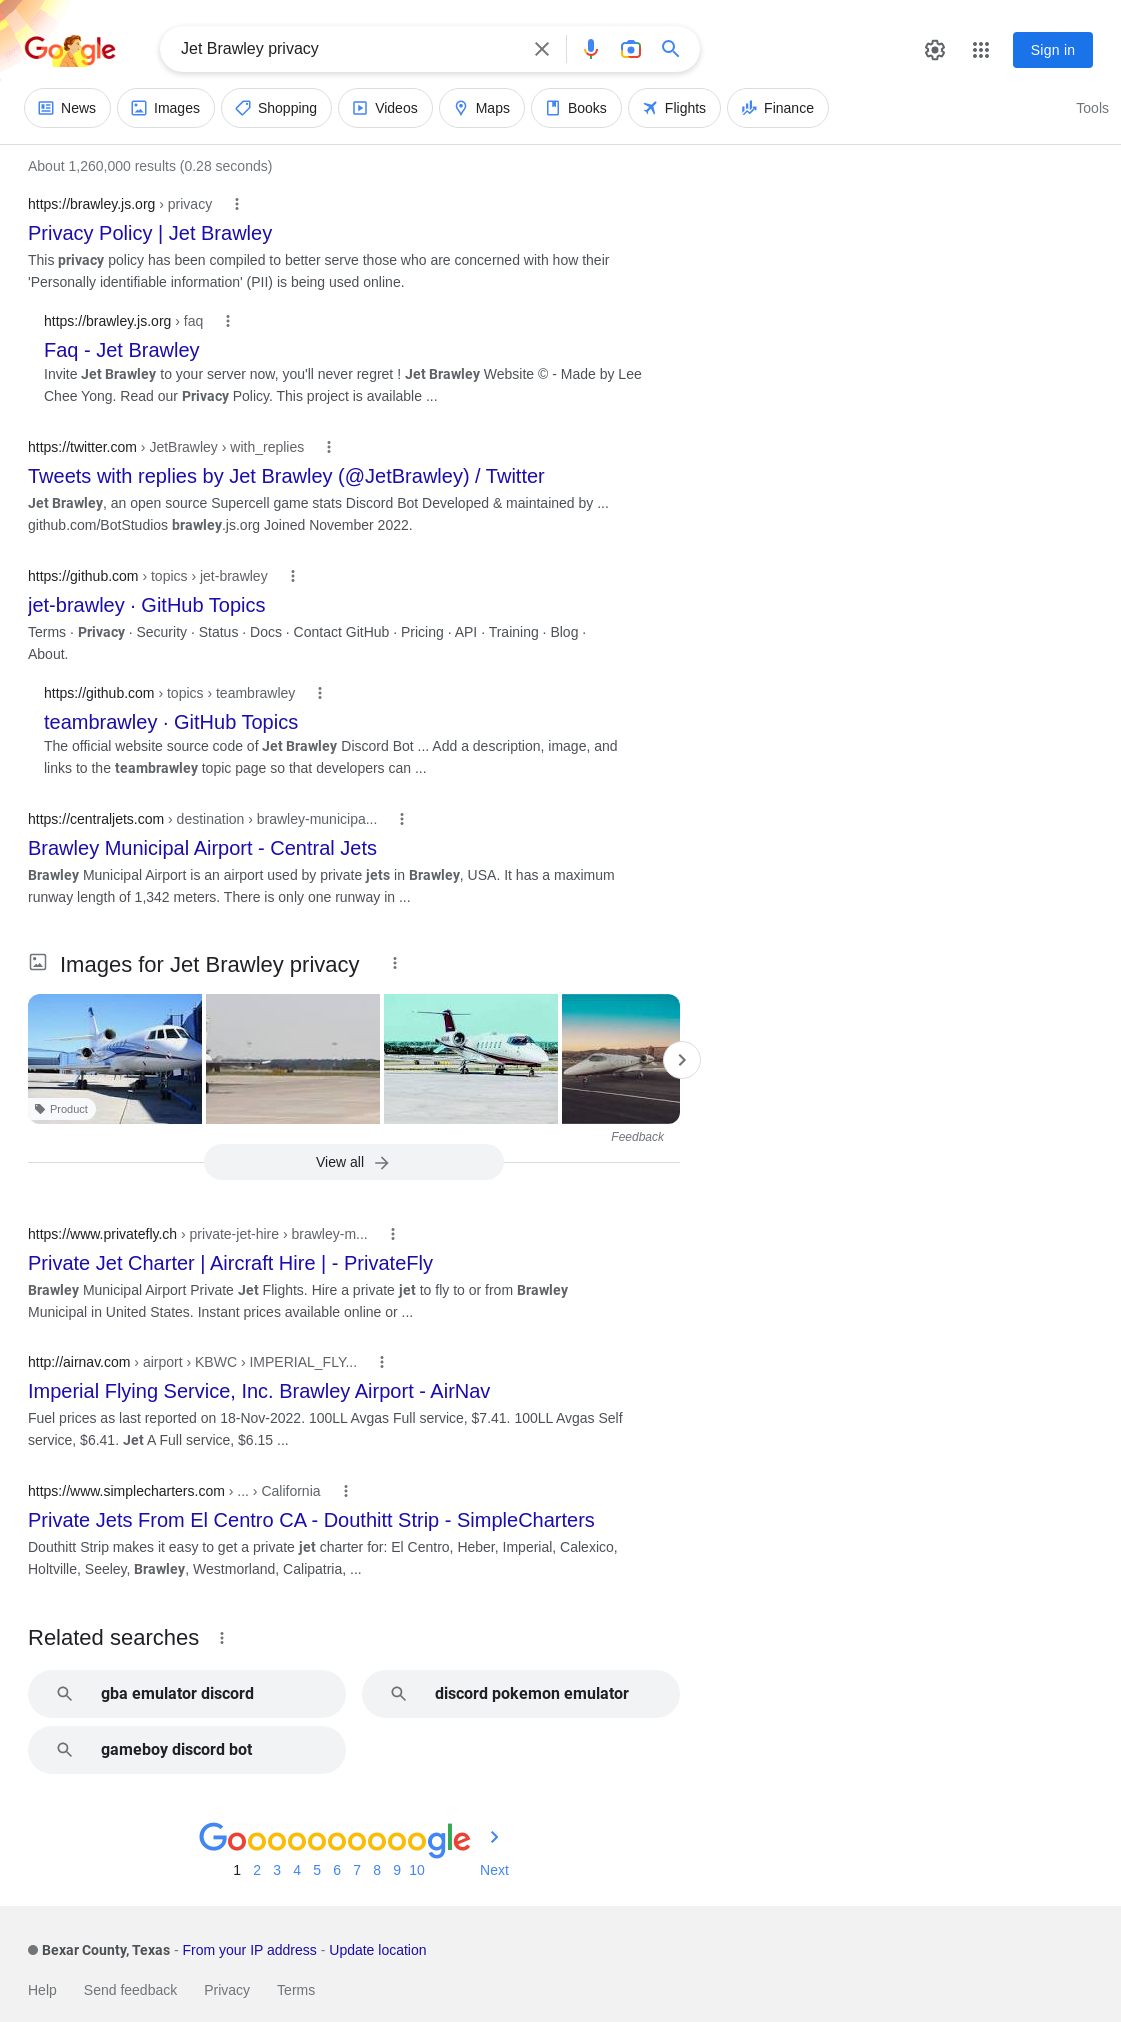 Google
Jet Brawley privacy
Sign in
News Images Shopping Videos Maps Books Flights Finance Tools
About 1,260,000 results (0.28 seconds)
https://brawley.js.org › privacy
Privacy Policy | Jet Brawley
This privacy policy has been compiled to better serve those who are concerned with how their
'Personally identifiable information' (PII) is being used online.
https://brawley.js.org › faq
Faq - Jet Brawley
Invite Jet Brawley to your server now, you'll never regret ! Jet Brawley Website © - Made by Lee
Chee Yong. Read our Privacy Policy. This project is available ...
https://twitter.com › JetBrawley › with_replies
Tweets with replies by Jet Brawley (@JetBrawley) / Twitter
Jet Brawley, an open source Supercell game stats Discord Bot Developed & maintained by ...
github.com/BotStudios brawley.js.org Joined November 2022.
https://github.com › topics › jet-brawley
jet-brawley · GitHub Topics
Terms · Privacy · Security · Status · Docs · Contact GitHub · Pricing · API · Training · Blog ·
About.
https://github.com › topics › teambrawley
teambrawley · GitHub Topics
The official website source code of Jet Brawley Discord Bot ... Add a description, image, and
links to the teambrawley topic page so that developers can ...
https://centraljets.com › destination › brawley-municipa...
Brawley Municipal Airport - Central Jets
Brawley Municipal Airport is an airport used by private jets in Brawley, USA. It has a maximum
runway length of 1,342 meters. There is only one runway in ...
Images for Jet Brawley privacy
Product
Feedback
View all
https://www.privatefly.ch › private-jet-hire › brawley-m...
Private Jet Charter | Aircraft Hire | - PrivateFly
Brawley Municipal Airport Private Jet Flights. Hire a private jet to fly to or from Brawley
Municipal in United States. Instant prices available online or ...
http://airnav.com › airport › KBWC › IMPERIAL_FLY...
Imperial Flying Service, Inc. Brawley Airport - AirNav
Fuel prices as last reported on 18-Nov-2022. 100LL Avgas Full service, $7.41. 100LL Avgas Self
service, $6.41. Jet A Full service, $6.15 ...
https://www.simplecharters.com › ... › California
Private Jets From El Centro CA - Douthitt Strip - SimpleCharters
Douthitt Strip makes it easy to get a private jet charter for: El Centro, Heber, Imperial, Calexico,
Holtville, Seeley, Brawley, Westmorland, Calipatria, ...
Related searches
gba emulator discord
discord pokemon emulator
gameboy discord bot
Goooooooooogle
1 2 3 4 5 6 7 8 9 10 Next
Bexar County, Texas - From your IP address - Update location
Help Send feedback Privacy Terms